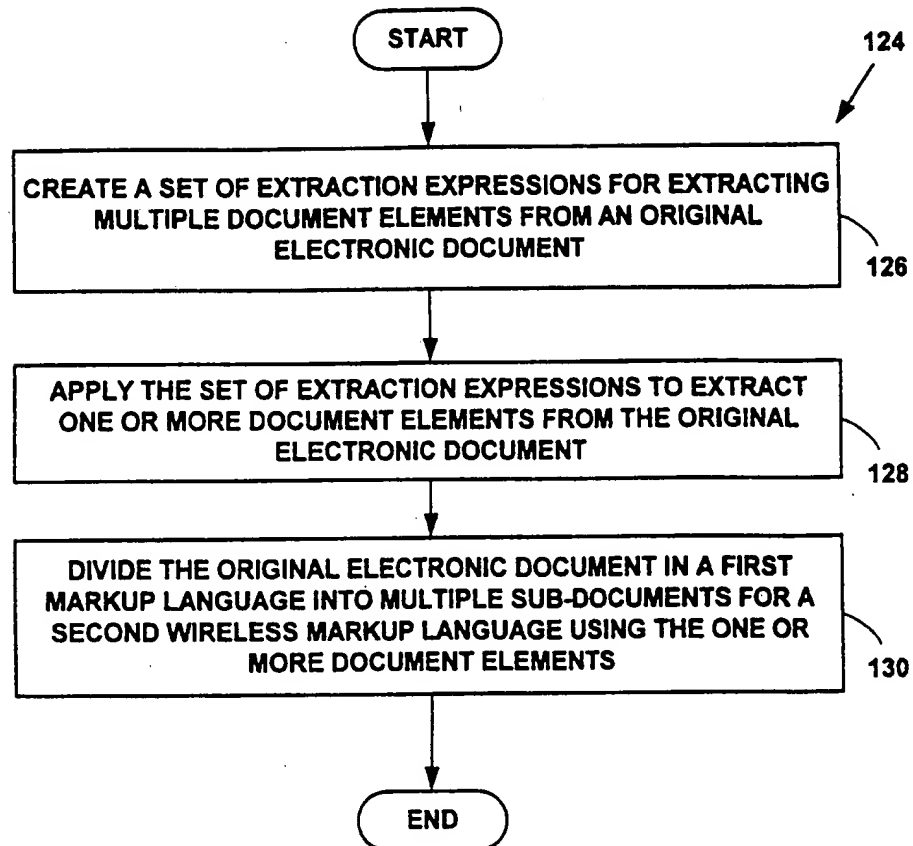 START
124
CREATE A SET OF EXTRACTION EXPRESSIONS FOR EXTRACTING
MULTIPLE DOCUMENT ELEMENTS FROM AN ORIGINAL
ELECTRONIC DOCUMENT
126
APPLY THE SET OF EXTRACTION EXPRESSIONS TO EXTRACT
ONE OR MORE DOCUMENT ELEMENTS FROM THE ORIGINAL
ELECTRONIC DOCUMENT
128
DIVIDE THE ORIGINAL ELECTRONIC DOCUMENT IN A FIRST
MARKUP LANGUAGE INTO MULTIPLE SUB-DOCUMENTS FOR A
SECOND WIRELESS MARKUP LANGUAGE USING THE ONE OR
MORE DOCUMENT ELEMENTS
130
END